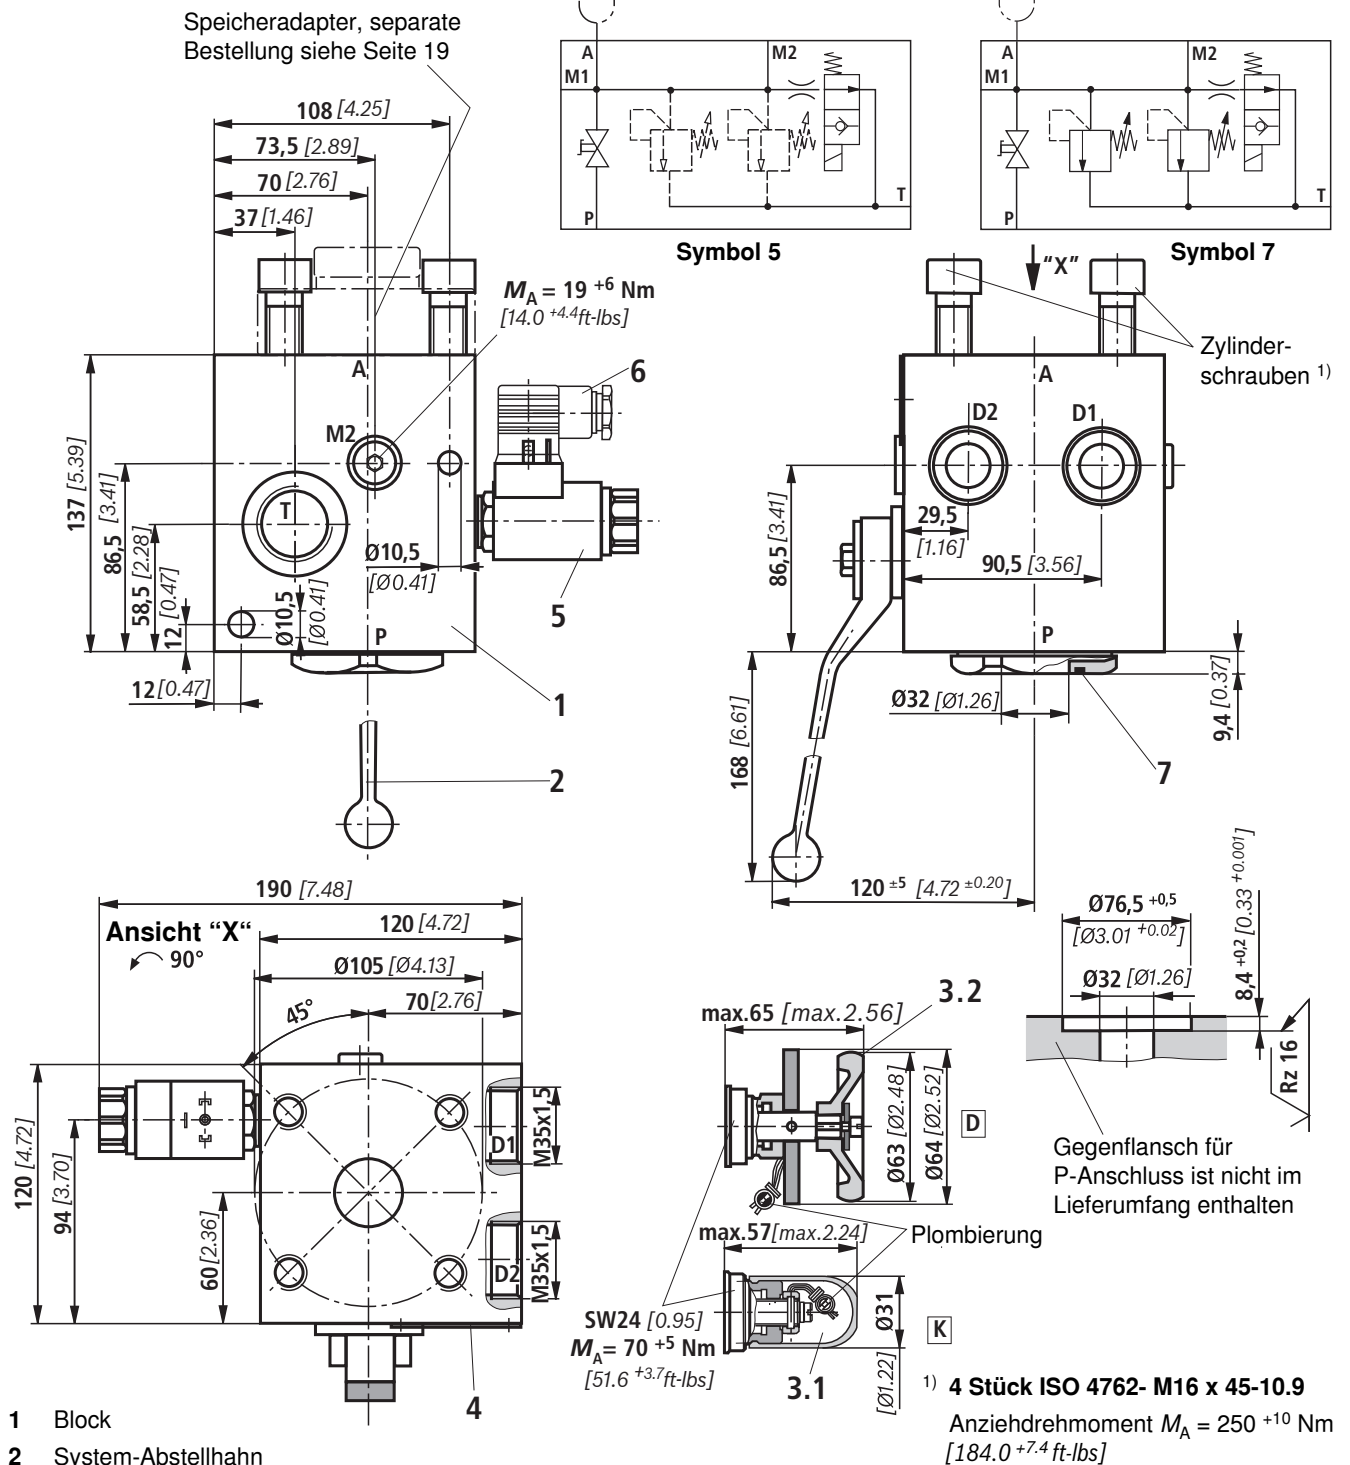 Speicheradapter, separate
Bestellung siehe Seite 19
A
M2
M1
T
P
Symbol 5
A
M2
M1
T
P
Symbol 7
108 [4.25]
73,5 [2.89]
70 [2.76]
37 [1.46]
M_A = 19 +6 Nm
[14.0 +4.4 ft-lbs]
6
A
M2
T
Ø10,5
[Ø0.41]
Ø10,5
[Ø0.41]
P
137 [5.39]
86,5 [3.41]
58,5 [2.28]
12 [0.47]
12 [0.47]
5
1
2
"X"
Zylinder-
schrauben 1)
A
D2
D1
29,5
[1.16]
90,5 [3.56]
86,5 [3.41]
P
Ø32 [Ø1.26]
9,4 [0.37]
168 [6.61]
7
120 ±5 [4.72 ±0.20]
190 [7.48]
Ansicht “X“
90°
120 [4.72]
Ø105 [Ø4.13]
70 [2.76]
45°
120 [4.72]
94 [3.70]
60 [2.36]
D1
M35x1,5
D2
M35x1,5
4
max.65 [max.2.56]
3.2
Ø63 [Ø2.48]
Ø64 [Ø2.52]
D
Plombierung
max.57 [max.2.24]
SW24 [0.95]
M_A = 70 +5 Nm
[51.6 +3.7 ft-lbs]
3.1
Ø31
[Ø1.22]
K
Ø76,5 +0,5
[Ø3.01 +0.02]
Ø32 [Ø1.26]
8,4 +0,2 [0.33 +0.001]
Rz 16
Gegenflansch für
P-Anschluss ist nicht im
Lieferumfang enthalten
1) 4 Stück ISO 4762- M16 x 45-10.9
Anziehdrehmoment M_A = 250 +10 Nm
[184.0 +7.4 ft-lbs]
1 Block
2 System-Abstellhahn